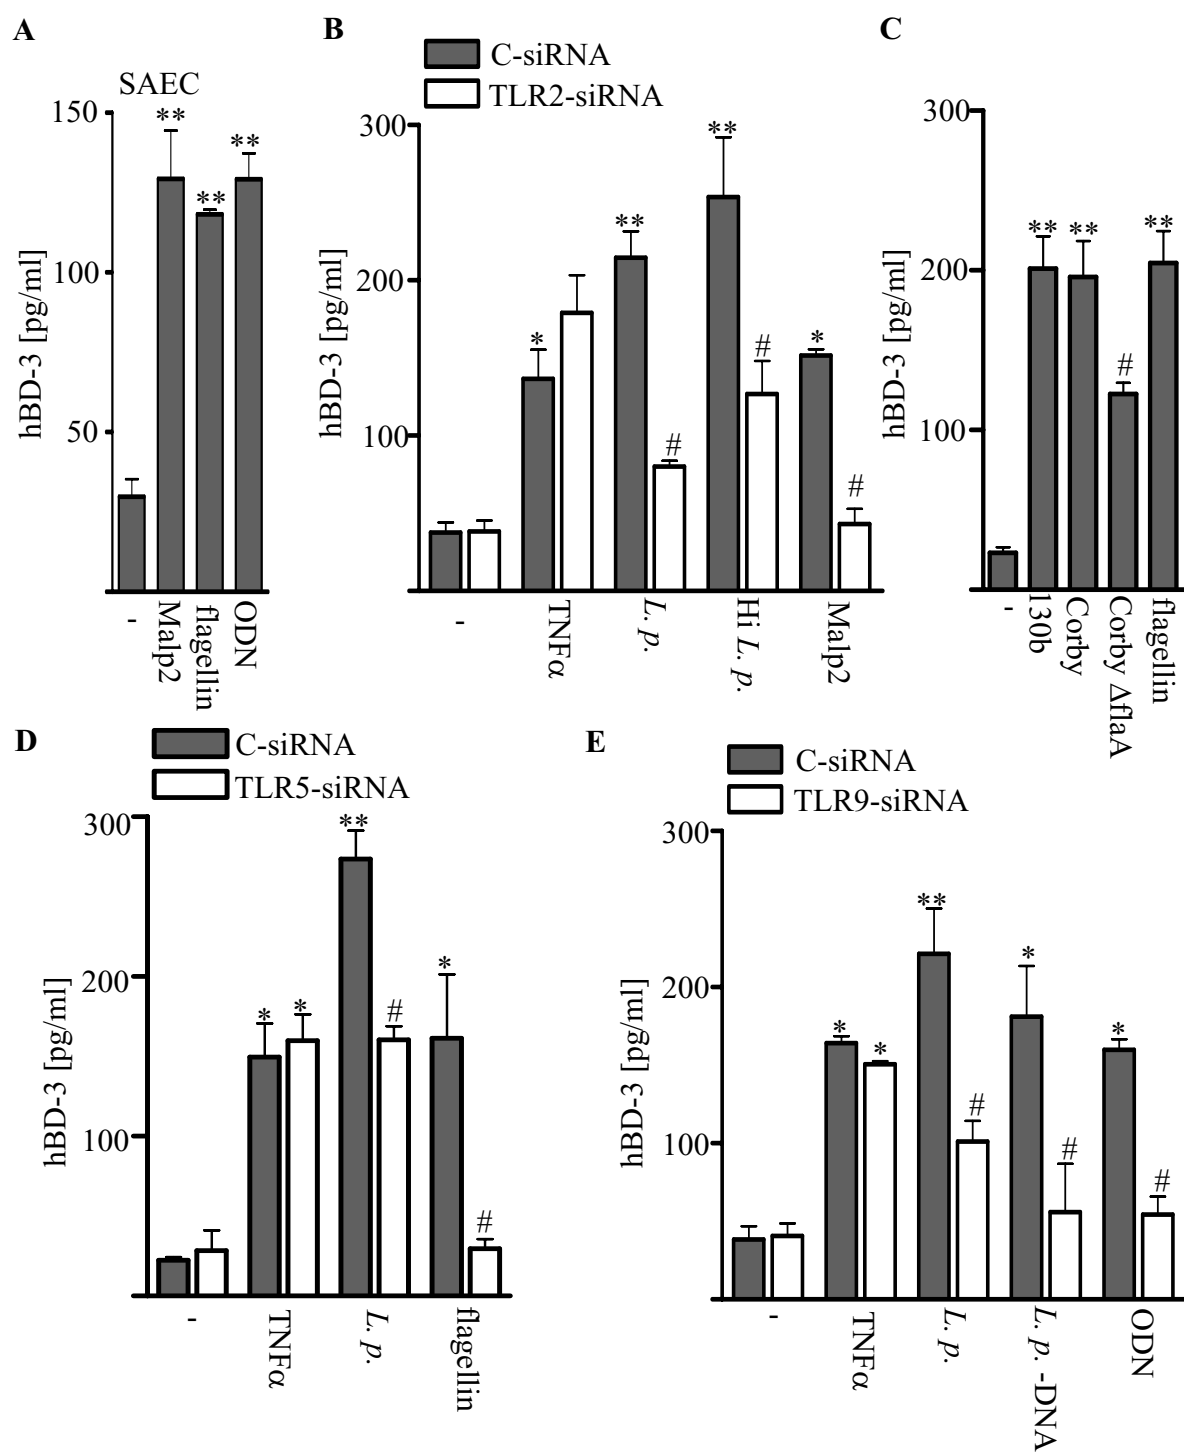 A
SAEC
hBD-3 [pg/ml]
150
100
50
**
**
**
-
Malp2
flagellin
ODN
B
C-siRNA
TLR2-siRNA
hBD-3 [pg/ml]
300
200
100
*
**
#
**
#
*
#
-
TNFα
L. p.
Hi L. p.
Malp2
C
hBD-3 [pg/ml]
300
200
100
**
**
#
**
-
130b
Corby
Corby ΔflaA
flagellin
D
C-siRNA
TLR5-siRNA
hBD-3 [pg/ml]
300
200
100
*
*
**
#
*
#
-
TNFα
L. p.
flagellin
E
C-siRNA
TLR9-siRNA
hBD-3 [pg/ml]
300
200
100
*
*
**
#
*
#
*
#
-
TNFα
L. p.
L. p. -DNA
ODN